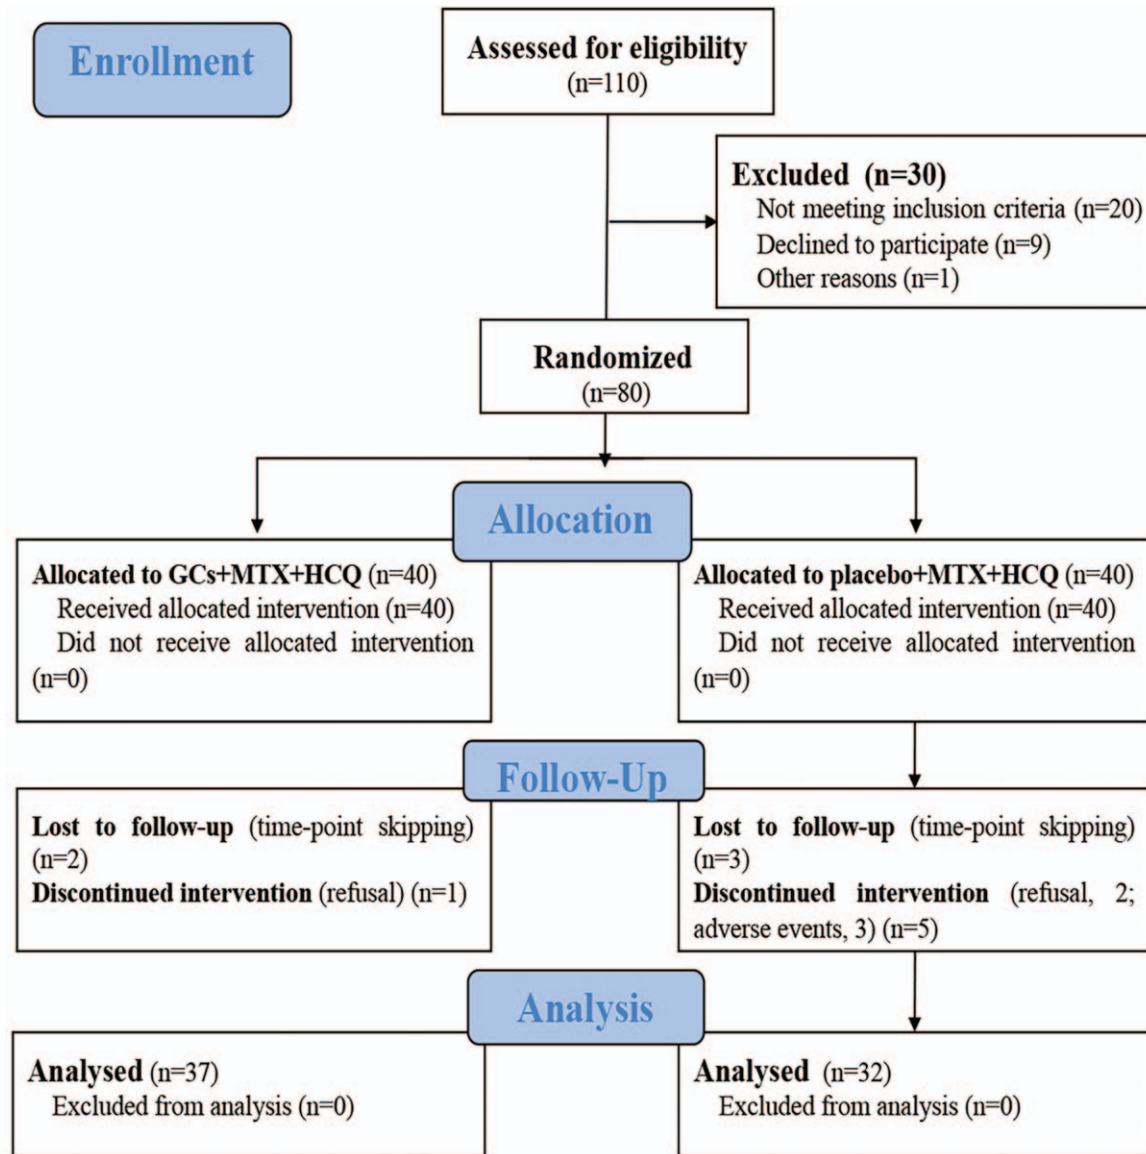 Enrollment
Assessed for eligibility
(n=110)
Excluded (n=30)
Not meeting inclusion criteria (n=20)
Declined to participate (n=9)
Other reasons (n=1)
Randomized
(n=80)
Allocation
Allocated to GCs+MTX+HCQ (n=40)
Received allocated intervention (n=40)
Did not receive allocated intervention
(n=0)
Allocated to placebo+MTX+HCQ (n=40)
Received allocated intervention (n=40)
Did not receive allocated intervention
(n=0)
Follow-Up
Lost to follow-up (time-point skipping)
(n=2)
Discontinued intervention (refusal) (n=1)
Lost to follow-up (time-point skipping)
(n=3)
Discontinued intervention (refusal, 2;
adverse events, 3) (n=5)
Analysis
Analysed (n=37)
Excluded from analysis (n=0)
Analysed (n=32)
Excluded from analysis (n=0)